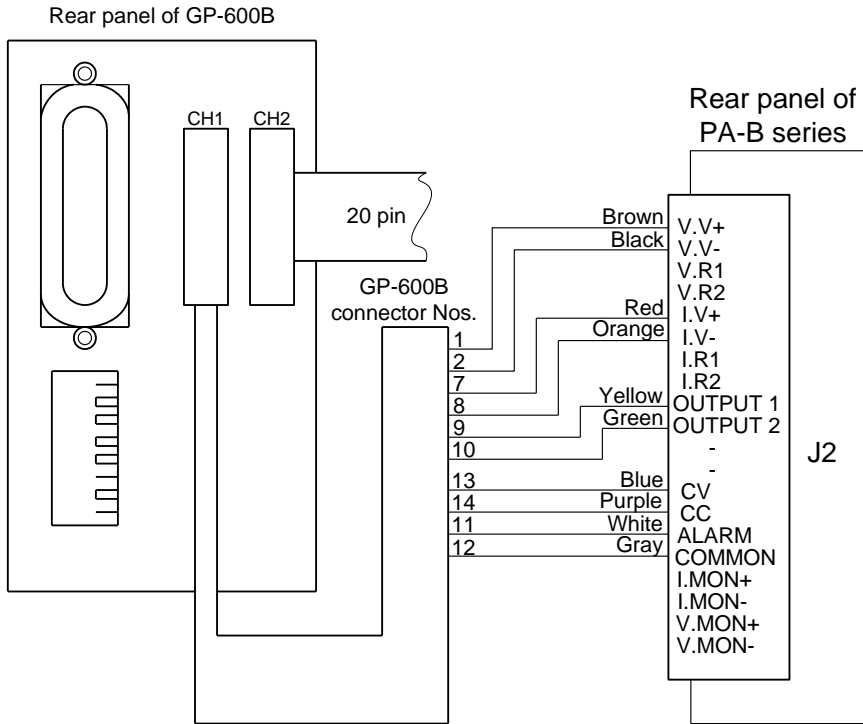 Rear panel of GP-600B
CH1
CH2
20 pin
GP-600B
connector Nos.
1
2
7
8
9
10
13
14
11
12
Brown
Black
Red
Orange
Yellow
Green
Blue
Purple
White
Gray
Rear panel of
PA-B series
V.V+
V.V-
V.R1
V.R2
I.V+
I.V-
I.R1
I.R2
OUTPUT 1
OUTPUT 2
-
-
CV
CC
ALARM
COMMON
I.MON+
I.MON-
V.MON+
V.MON-
J2